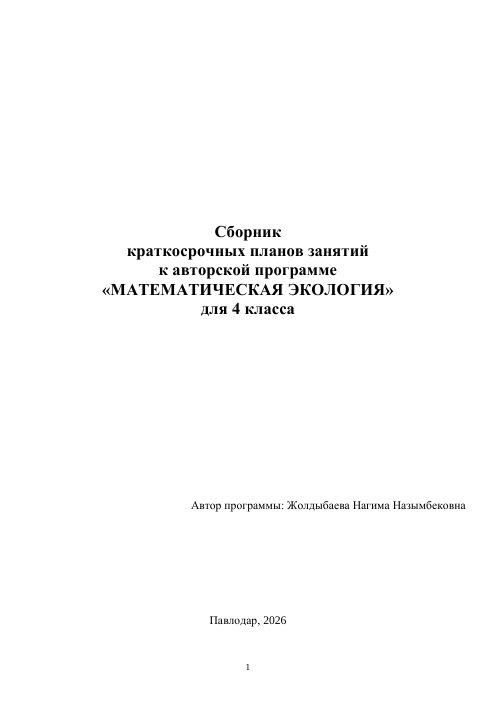 Сборник
краткосрочных планов занятий
к авторской программе
«МАТЕМАТИЧЕСКАЯ ЭКОЛОГИЯ»
для 4 класса
Автор программы: Жолдыбаева Нагима Назымбековна
Павлодар, 2026
1